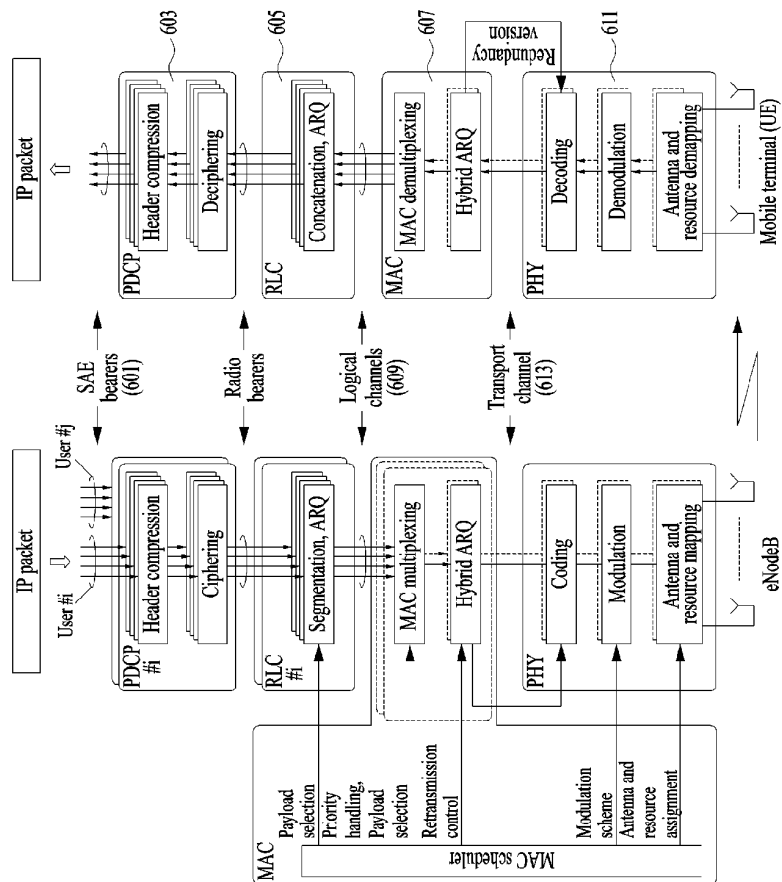 IP packet
User #i
User #j
PDCP
#i
Header compression
Ciphering
RLC
#i
Segmentation, ARQ
MAC
Payload
selection
Priority
handling,
Payload
selection
Retransmission
control
Modulation
scheme
Antenna and
resource
assignment
MAC scheduler
MAC multiplexing
Hybrid ARQ
PHY
Coding
Modulation
Antenna and
resource mapping
eNodeB
SAE
bearers
(601)
Radio
bearers
Logical
channels
(609)
Transport
channel
(613)
IP packet
603
PDCP
Header compression
Deciphering
605
RLC
Concatenation, ARQ
607
MAC
MAC demultiplexing
Hybrid ARQ
Redundancy
version
611
PHY
Decoding
Demodulation
Antenna and
resource demapping
Mobile terminal (UE)